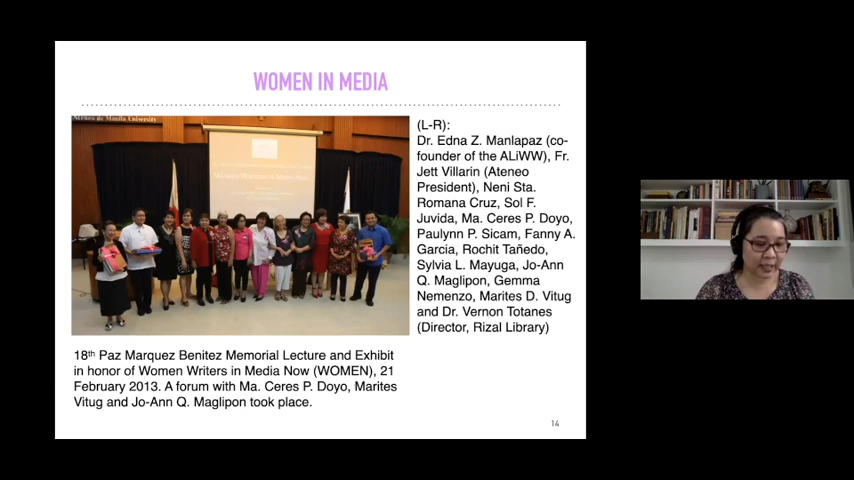 WOMEN IN MEDIA
Ateneo de Manila University
(L-R):
Dr. Edna Z. Manlapaz (co-
founder of the ALiWW), Fr.
Jett Villarin (Ateneo
President), Neni Sta.
Romana Cruz, Sol F.
Juvida, Ma. Ceres P. Doyo,
Paulynn P. Sicam, Fanny A.
Garcia, Rochit Tañedo,
Sylvia L. Mayuga, Jo-Ann
Q. Maglipon, Gemma
Nemenzo, Marites D. Vitug
and Dr. Vernon Totanes
(Director, Rizal Library)
18th Paz Marquez Benitez Memorial Lecture and Exhibit
in honor of Women Writers in Media Now (WOMEN), 21
February 2013. A forum with Ma. Ceres P. Doyo, Marites
Vitug and Jo-Ann Q. Maglipon took place.
14